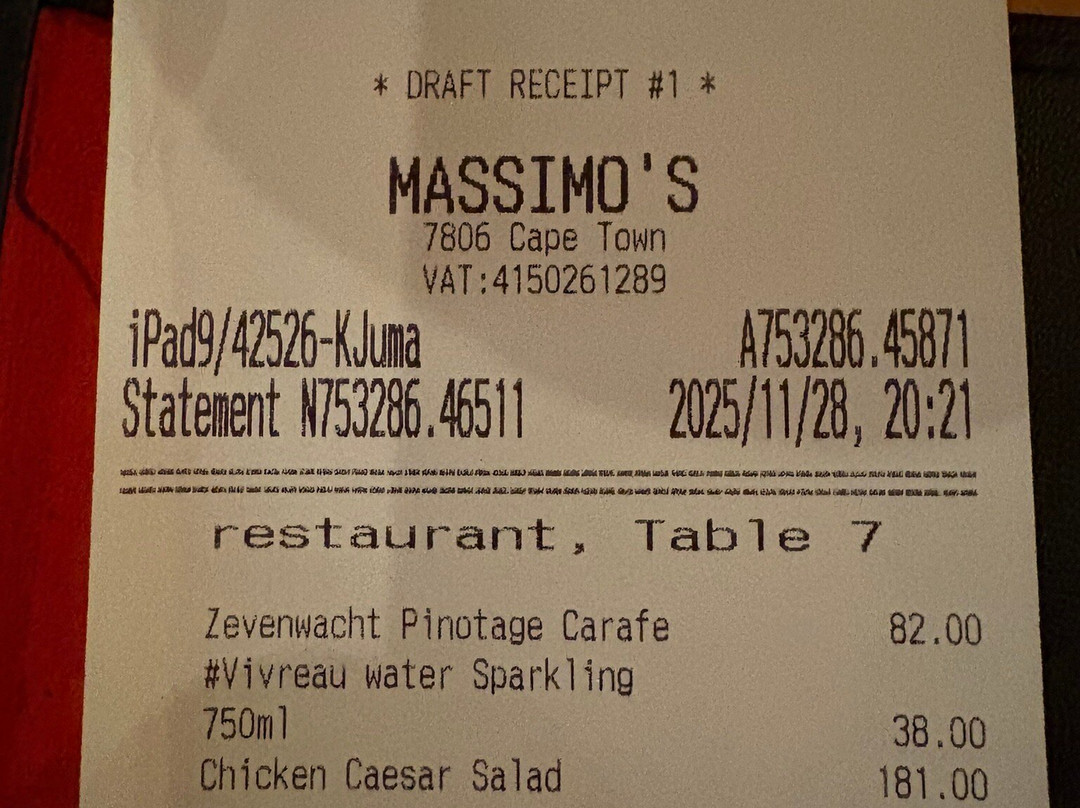 * DRAFT RECEIPT #1 *
MASSIMO'S
7806 Cape Town
VAT:4150261289
iPad9/42526-KJuma A753286.45871
Statement N753286.46511 2025/11/28, 20:21
restaurant, Table 7
Zevenwacht Pinotage Carafe 82.00
#Vivreau water Sparkling
750ml 38.00
Chicken Caesar Salad 181.00